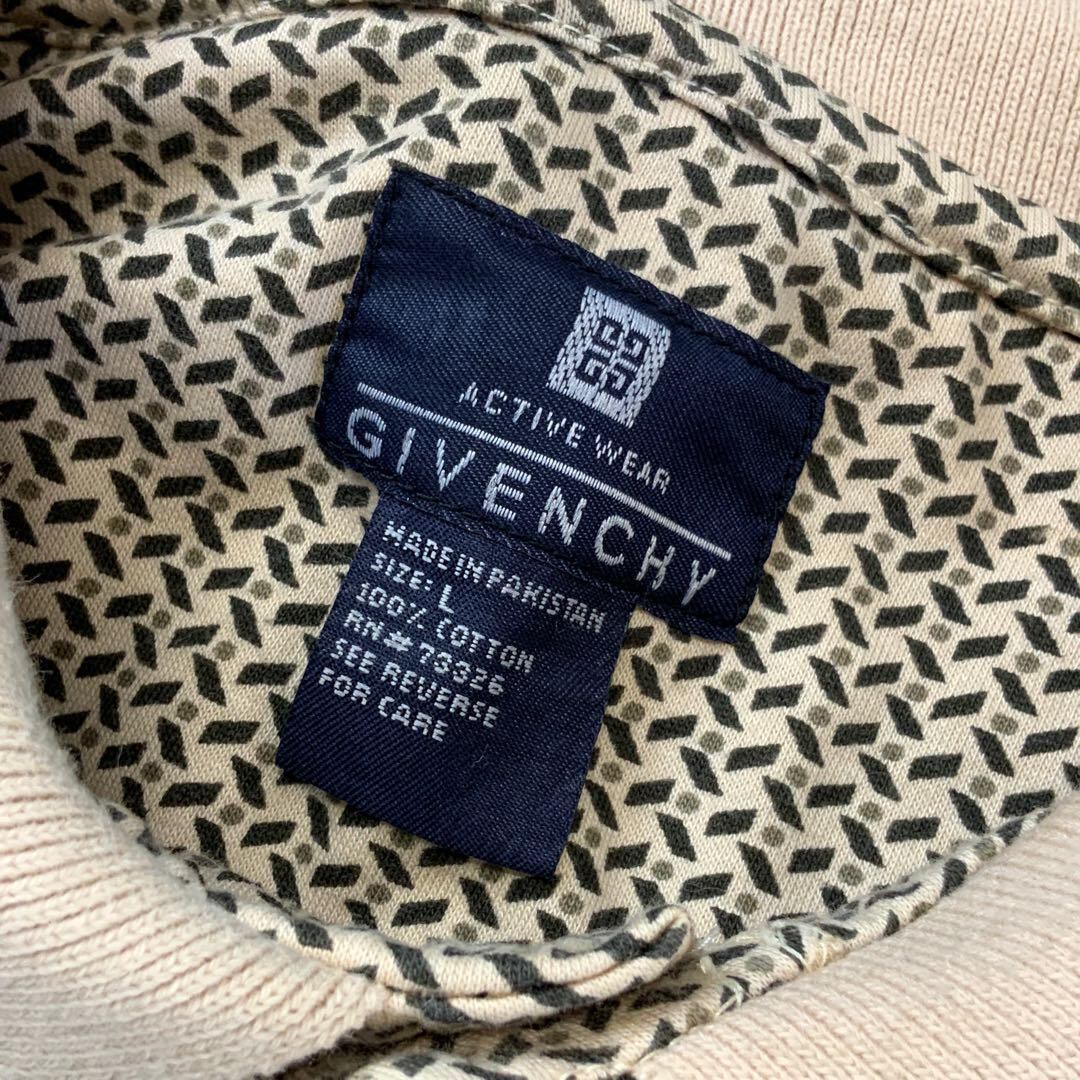 ACTIVE WEAR
GIVENCHY
MADE IN PAKISTAN
SIZE: L
100% COTTON
RN# 73326
SEE REVERSE
FOR CARE